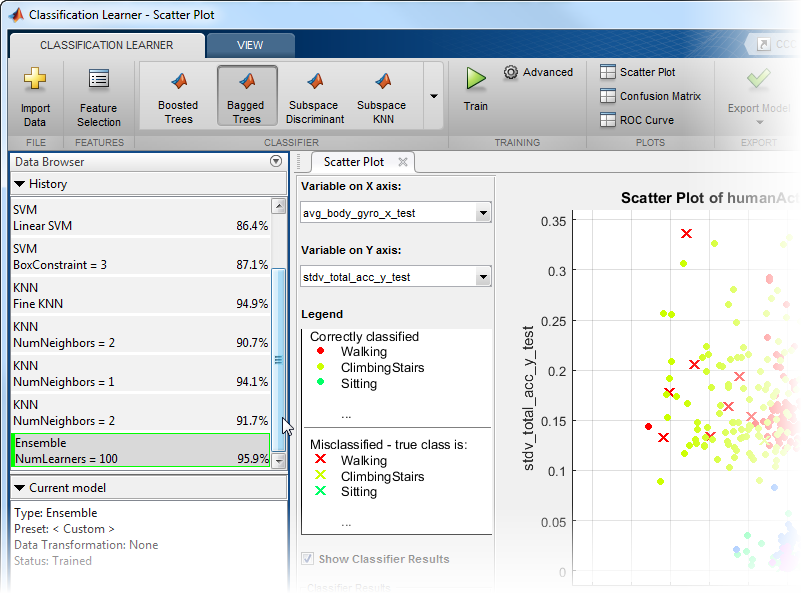 Classification Learner - Scatter Plot
CLASSIFICATION LEARNER
VIEW
Import
Data
Feature
Selection
Boosted
Trees
Bagged
Trees
Subspace
Discriminant
Subspace
KNN
Train
Advanced
Scatter Plot
Confusion Matrix
ROC Curve
Export Model
FILE
FEATURES
CLASSIFIER
TRAINING
PLOTS
EXPORT
Data Browser
History
SVM
Linear SVM 86.4%
SVM
BoxConstraint = 3 87.1%
KNN
Fine KNN 94.9%
KNN
NumNeighbors = 2 90.7%
KNN
NumNeighbors = 1 94.1%
KNN
NumNeighbors = 2 91.7%
Ensemble
NumLearners = 100 95.9%
Current model
Type: Ensemble
Preset: < Custom >
Data Transformation: None
Status: Trained
Scatter Plot
Variable on X axis:
avg_body_gyro_x_test
Variable on Y axis:
stdv_total_acc_y_test
Legend
Correctly classified
Walking
ClimbingStairs
Sitting
...
Misclassified - true class is:
Walking
ClimbingStairs
Sitting
...
Show Classifier Results
Classifier Results
Scatter Plot of humanAc
stdv_total_acc_y_test
0.35
0.3
0.25
0.2
0.15
0.1
0.05
0